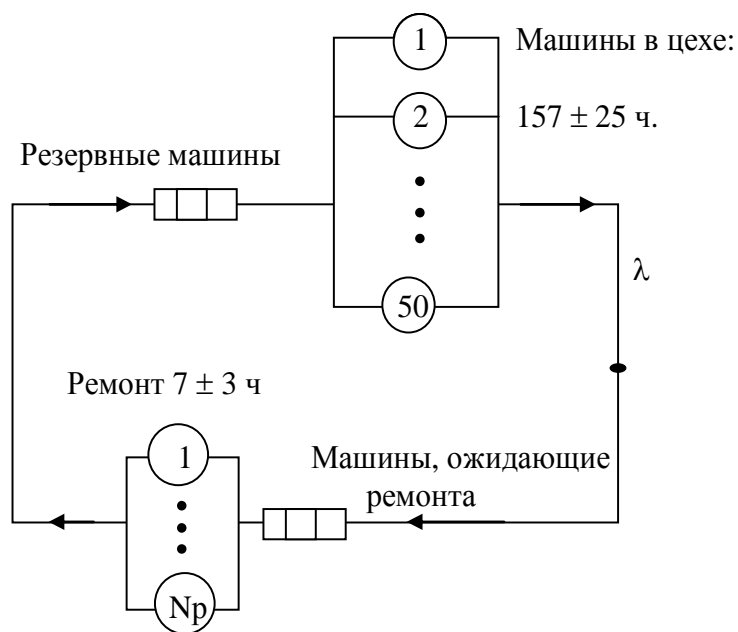 1
Машины в цехе:
2
157 ± 25 ч.
Резервные машины
λ
50
Ремонт 7 ± 3 ч
1
Машины, ожидающие
ремонта
Np